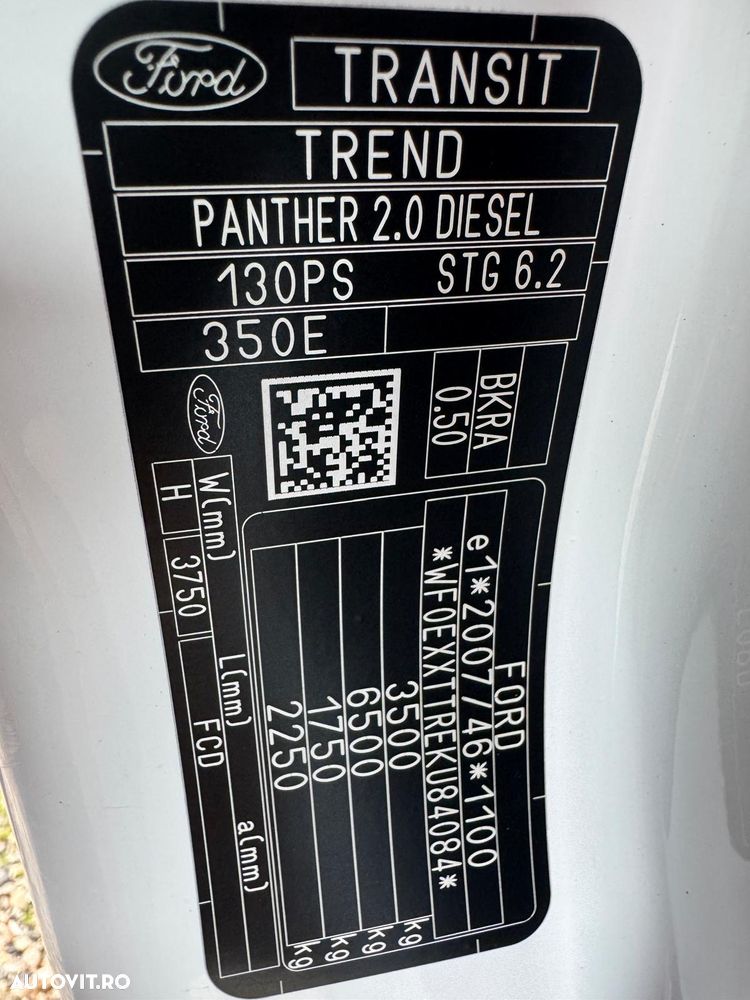 Ford
TRANSIT
TREND
PANTHER 2.0 DIESEL
130PS STG 6.2
350E
BKRA
0.50
Ford
FORD
e1*2007/46*1100
*WF0EXXTTREKU84084*
3500 kg
6500 kg
1750 kg
2250 kg
W(mm) L(mm) a(mm)
H 3750 FCD
AUTOVIT.RO